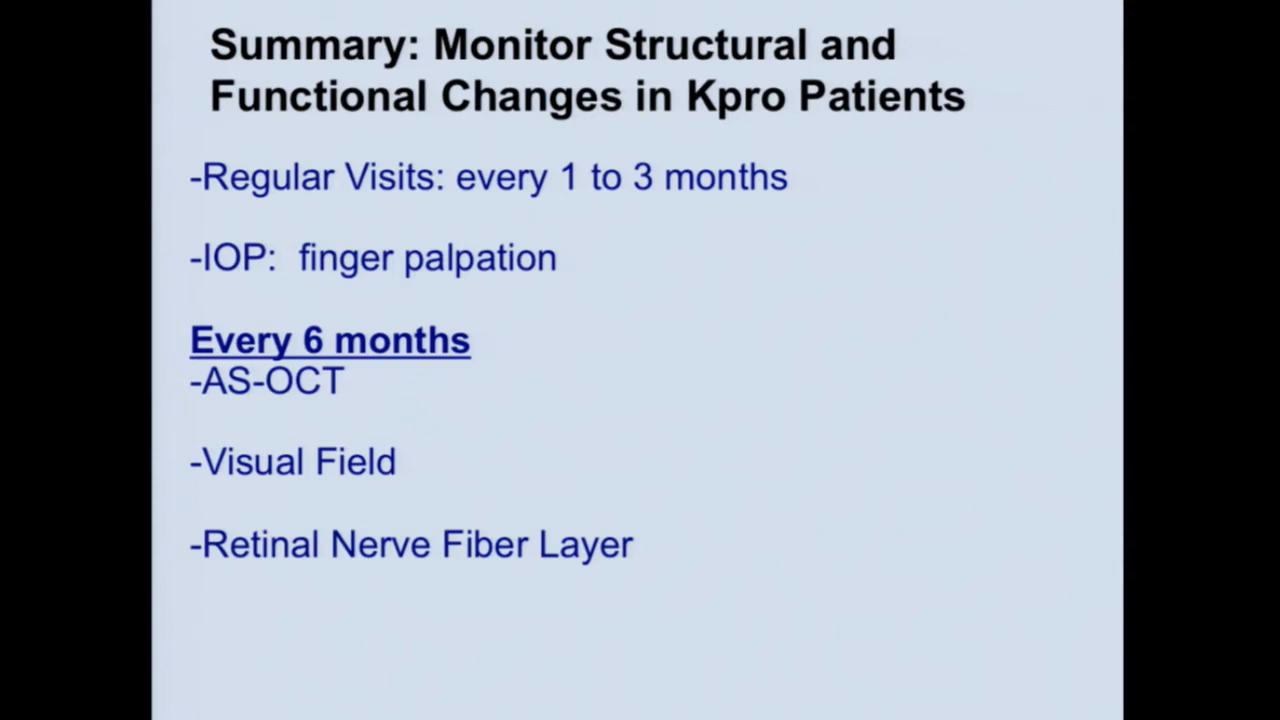 Summary: Monitor Structural and
Functional Changes in Kpro Patients
-Regular Visits: every 1 to 3 months
-IOP:  finger palpation
Every 6 months
-AS-OCT
-Visual Field
-Retinal Nerve Fiber Layer